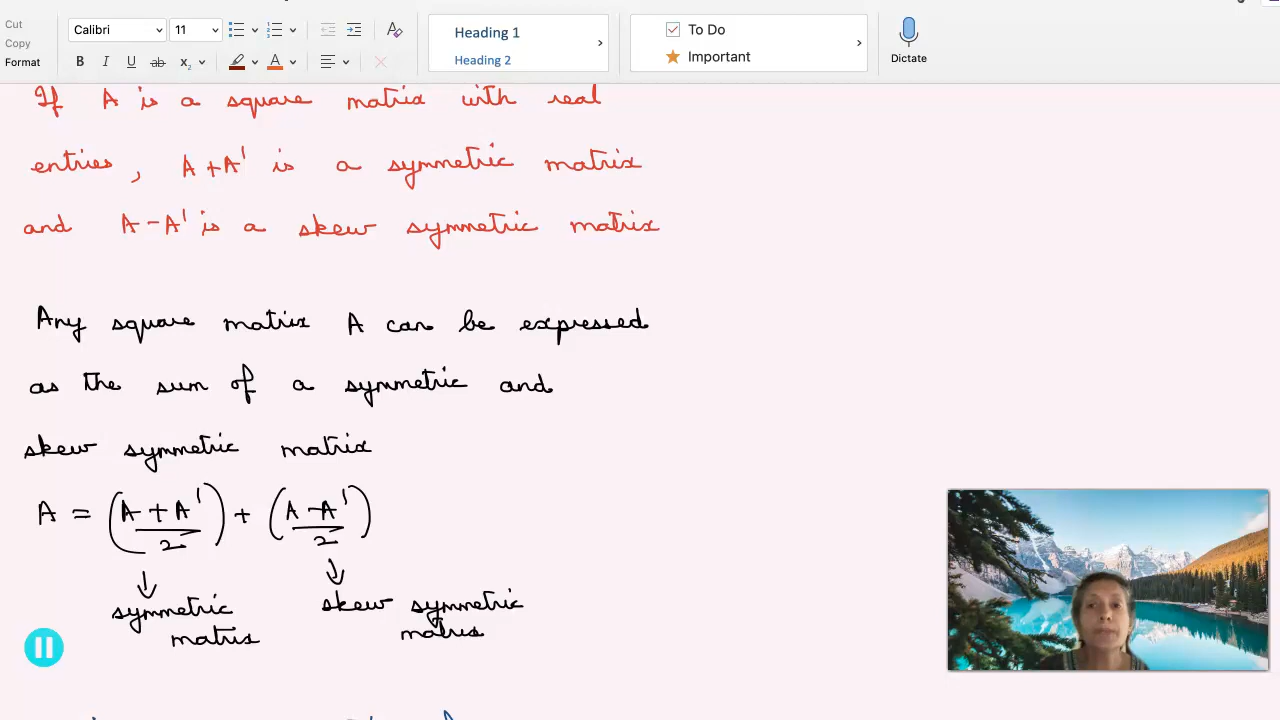 Cut
Copy
Format
Calibri 11
B I U ab x₂ A
Heading 1
Heading 2
To Do
Important
Dictate
If A is a square matrix with real
entries, A+A' is a symmetric matrix
and A-A' is a skew symmetric matrix
Any square matrix A can be expressed
as the sum of a symmetric and
skew symmetric matrix
A = (A+A'/2) + (A-A'/2)
↓ ↓
symmetric skew symmetric
matrix matrix